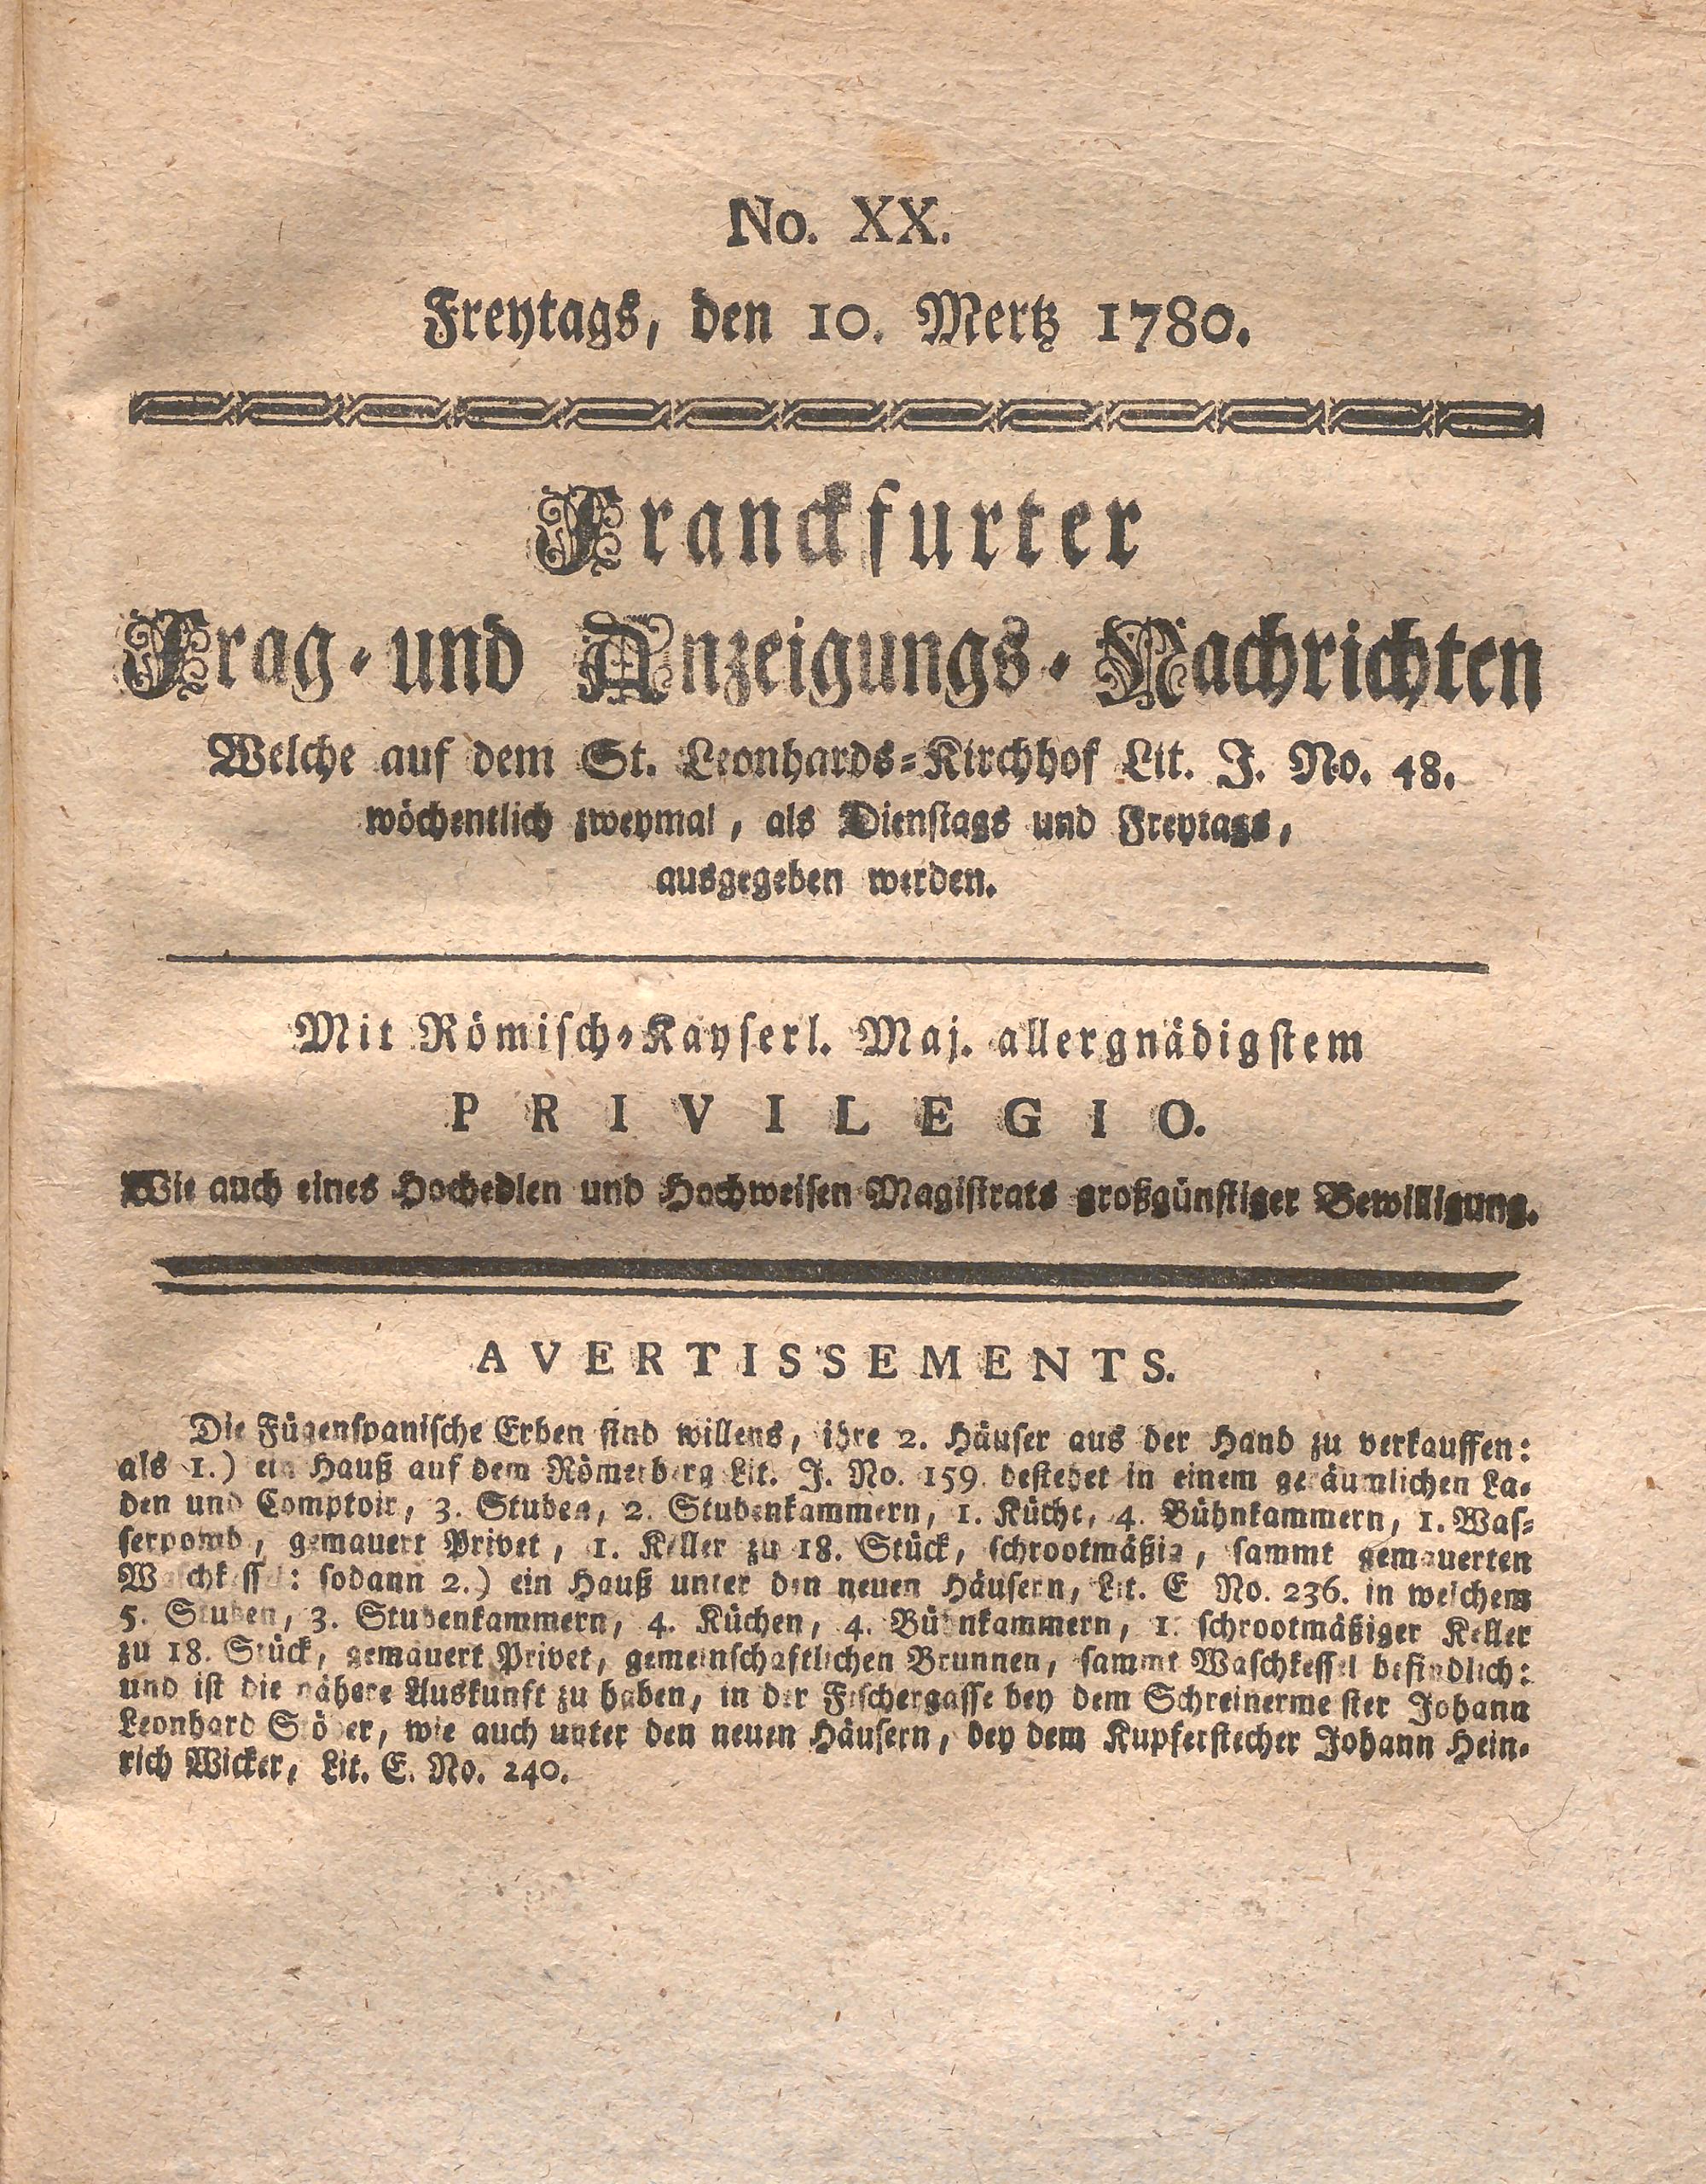 No. XX.
Freytags, den 10. Mertz 1780.
Franckfurter
Frag- und Anzeigungs-Nachrichten
Welche auf dem St. Leonhards-Kirchhof Lit. J. No. 48.
wöchentlich zweymal, als Dienstags und Freytags,
ausgegeben werden.
Mit Römisch-Kayserl. Maj. allergnädigstem
PRIVILEGIO.
Wie auch eines Hochedlen und Hochweisen Magistrats großgünstiger Bewilligung.
AVERTISSEMENTS.
Die Fügenspanische Erben sind willens, ihre 2. Häuser aus der Hand zu verkauffen:
als 1.) ein Hauß auf dem Römerberg Lit. J. No. 159. bestehet in einem geräumlichen La-
den und Comptoir, 3. Stuben, 2. Stubenkammern, 1. Küche, 4. Bühnkammern, 1. Was-
serpomb, gemauert Privet, 1. Keller zu 18. Stück, schrootmäßig, sammt gemauerten
Waschkessel: sodann 2.) ein Hauß unter den neuen Häusern, Lit. E No. 236. in welchem
5. Stuben, 3. Stubenkammern, 4. Küchen, 4. Bühnkammern, 1. schrootmäßiger Keller
zu 18. Stück, gemauert Privet, gemeinschaftlichen Brunnen, sammt Waschkessel befindlich:
und ist die nähere Auskunft zu haben, in der Fischergasse bey dem Schreinermeister Johann
Leonhard wie auch unter den neuen Häusern, bey dem Kupferstecher Johann Hein-
rich Wicker, Lit. E. No. 240.